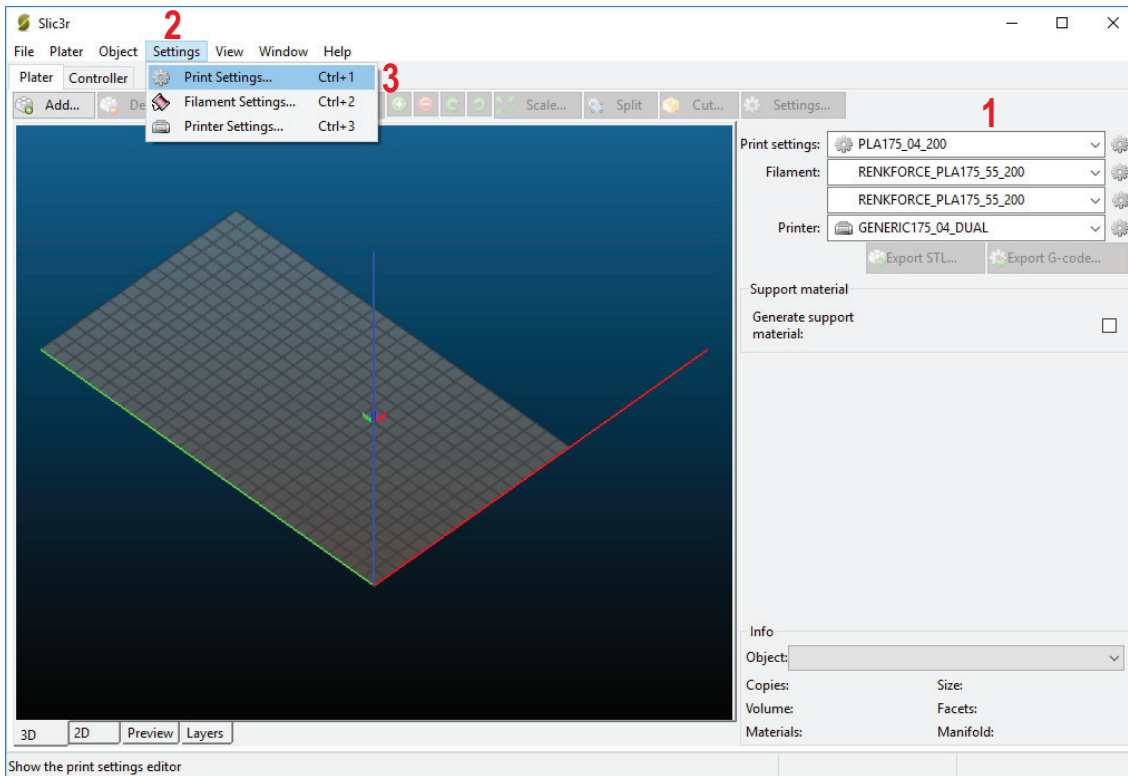 Slic3r
2
File Plater Object Settings View Window Help
Plater Controller
Print Settings... Ctrl+1
3
Filament Settings... Ctrl+2
Printer Settings... Ctrl+3
Add... De Scale... Split Cut... Settings...
1
Print settings: PLA175_04_200
Filament: RENKFORCE_PLA175_55_200
RENKFORCE_PLA175_55_200
Printer: GENERIC175_04_DUAL
Export STL... Export G-code...
Support material
Generate support
material:
Info
Object:
Copies: Size:
Volume: Facets:
Materials: Manifold:
3D 2D Preview Layers
Show the print settings editor